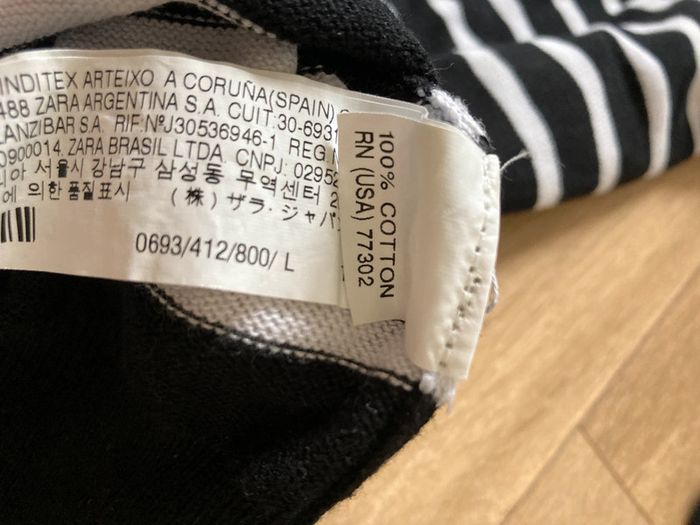 INDITEX ARTEIXO A CORUÑA(SPAIN)
488 ZARA ARGENTINA S.A. CUIT:30-6931
LANZIBAR S.A. RIF:NºJ30536946-1 REG.N
0900014. ZARA BRASIL LTDA. CNPJ: 0295
아 서울시 강남구 삼성동 무역센터
에 의한 품질표시 (株) ザラ・ジャパ
0693/412/800/ L
100% COTTON
RN (USA) 77302